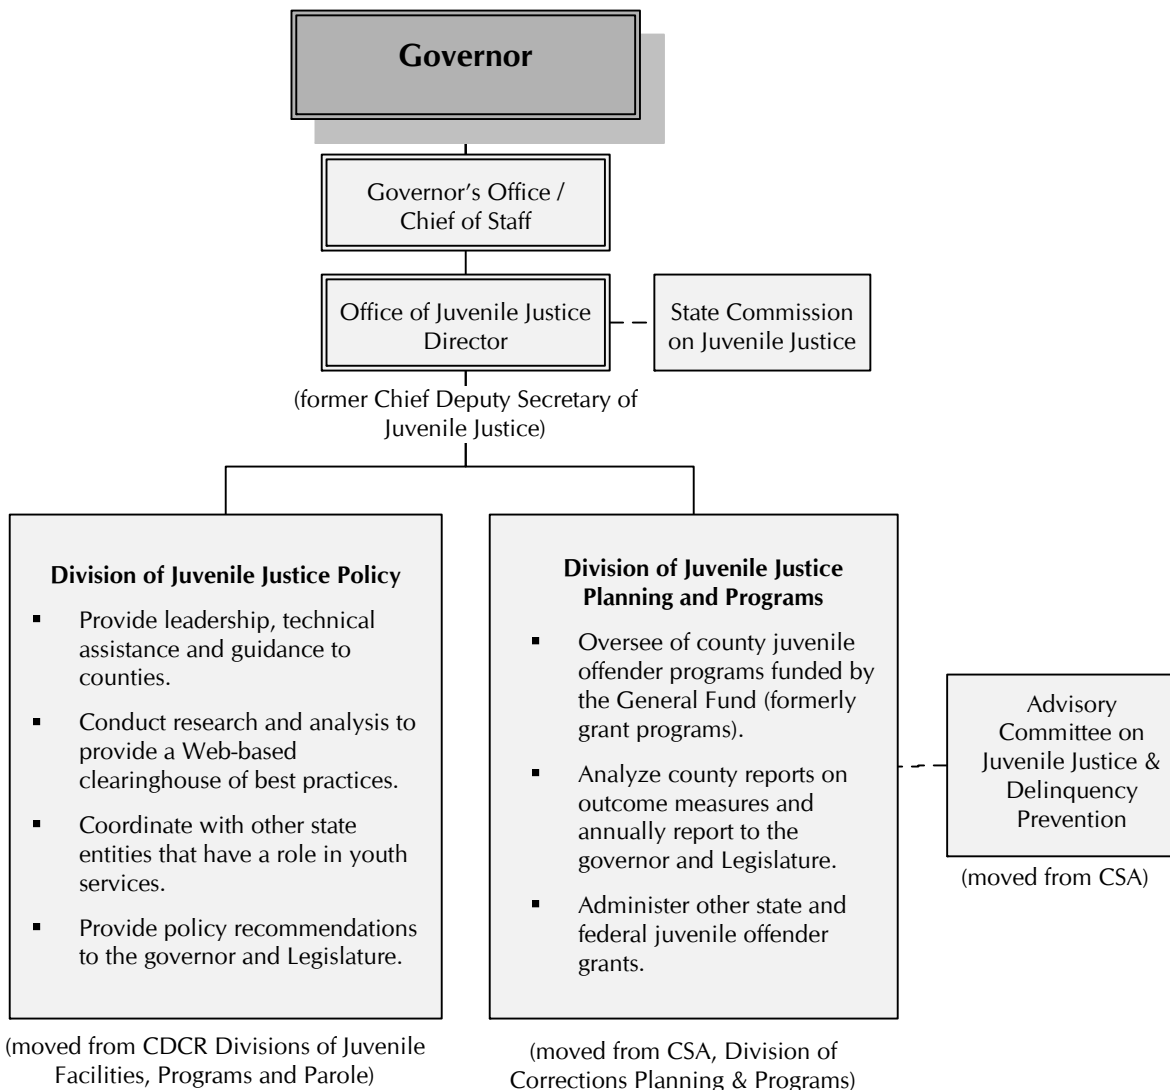 Governor
Governor's Office /
Chief of Staff
Office of Juvenile Justice
Director
State Commission
on Juvenile Justice
(former Chief Deputy Secretary of
Juvenile Justice)
Division of Juvenile Justice Policy
▪ Provide leadership, technical
assistance and guidance to
counties.
▪ Conduct research and analysis to
provide a Web-based
clearinghouse of best practices.
▪ Coordinate with other state
entities that have a role in youth
services.
▪ Provide policy recommendations
to the governor and Legislature.
(moved from CDCR Divisions of Juvenile
Facilities, Programs and Parole)
Division of Juvenile Justice
Planning and Programs
▪ Oversee of county juvenile
offender programs funded by
the General Fund (formerly
grant programs).
▪ Analyze county reports on
outcome measures and
annually report to the
governor and Legislature.
▪ Administer other state and
federal juvenile offender
grants.
(moved from CSA, Division of
Corrections Planning & Programs)
Advisory
Committee on
Juvenile Justice &
Delinquency
Prevention
(moved from CSA)